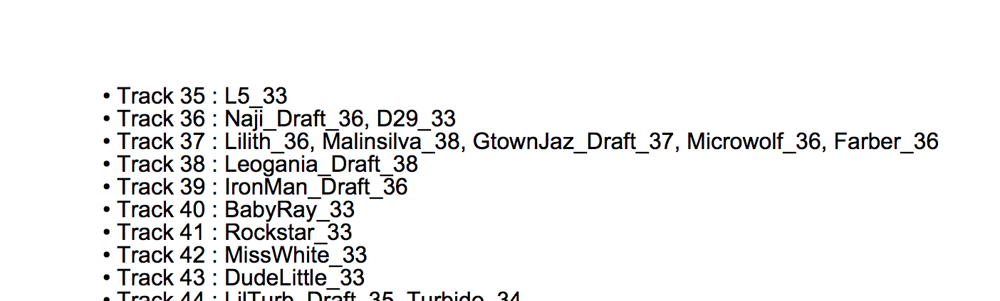 • Track 35 : L5_33
• Track 36 : Naji_Draft_36, D29_33
• Track 37 : Lilith_36, Malinsilva_38, GtownJaz_Draft_37, Microwolf_36, Farber_36
• Track 38 : Leogania_Draft_38
• Track 39 : IronMan_Draft_36
• Track 40 : BabyRay_33
• Track 41 : Rockstar_33
• Track 42 : MissWhite_33
• Track 43 : DudeLittle_33
• Track 44 : LilTurb_Draft_35, Turbido_34